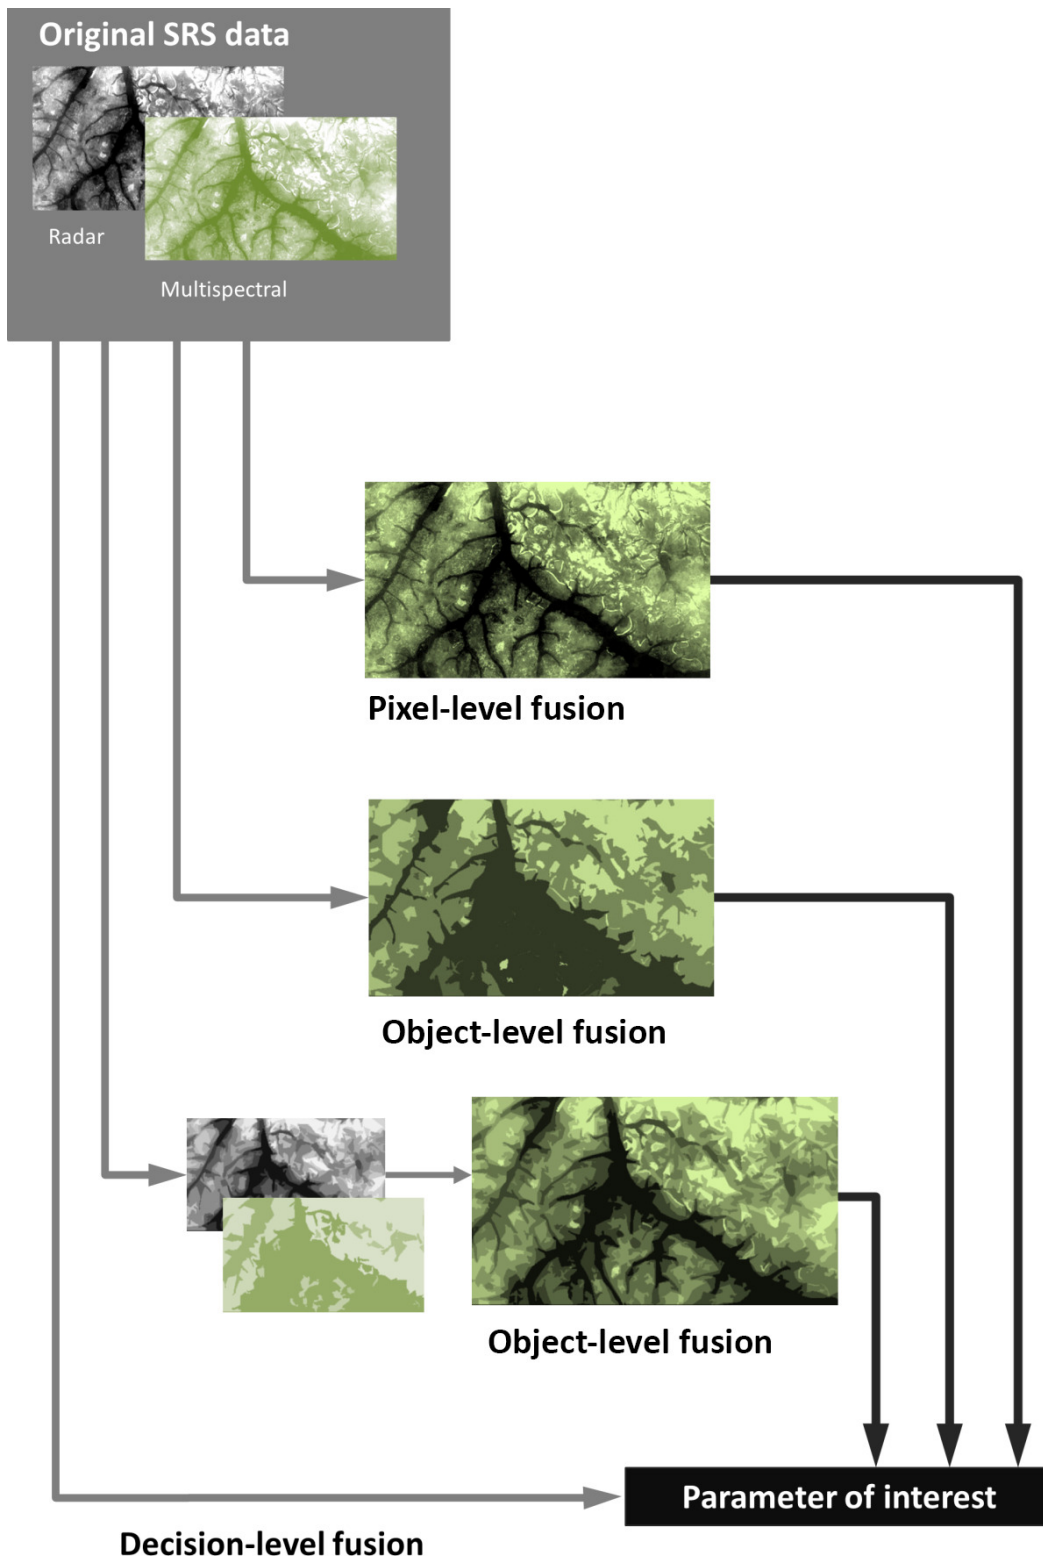 Original SRS data
Radar
Multispectral
Pixel-level fusion
Object-level fusion
Object-level fusion
Parameter of interest
Decision-level fusion